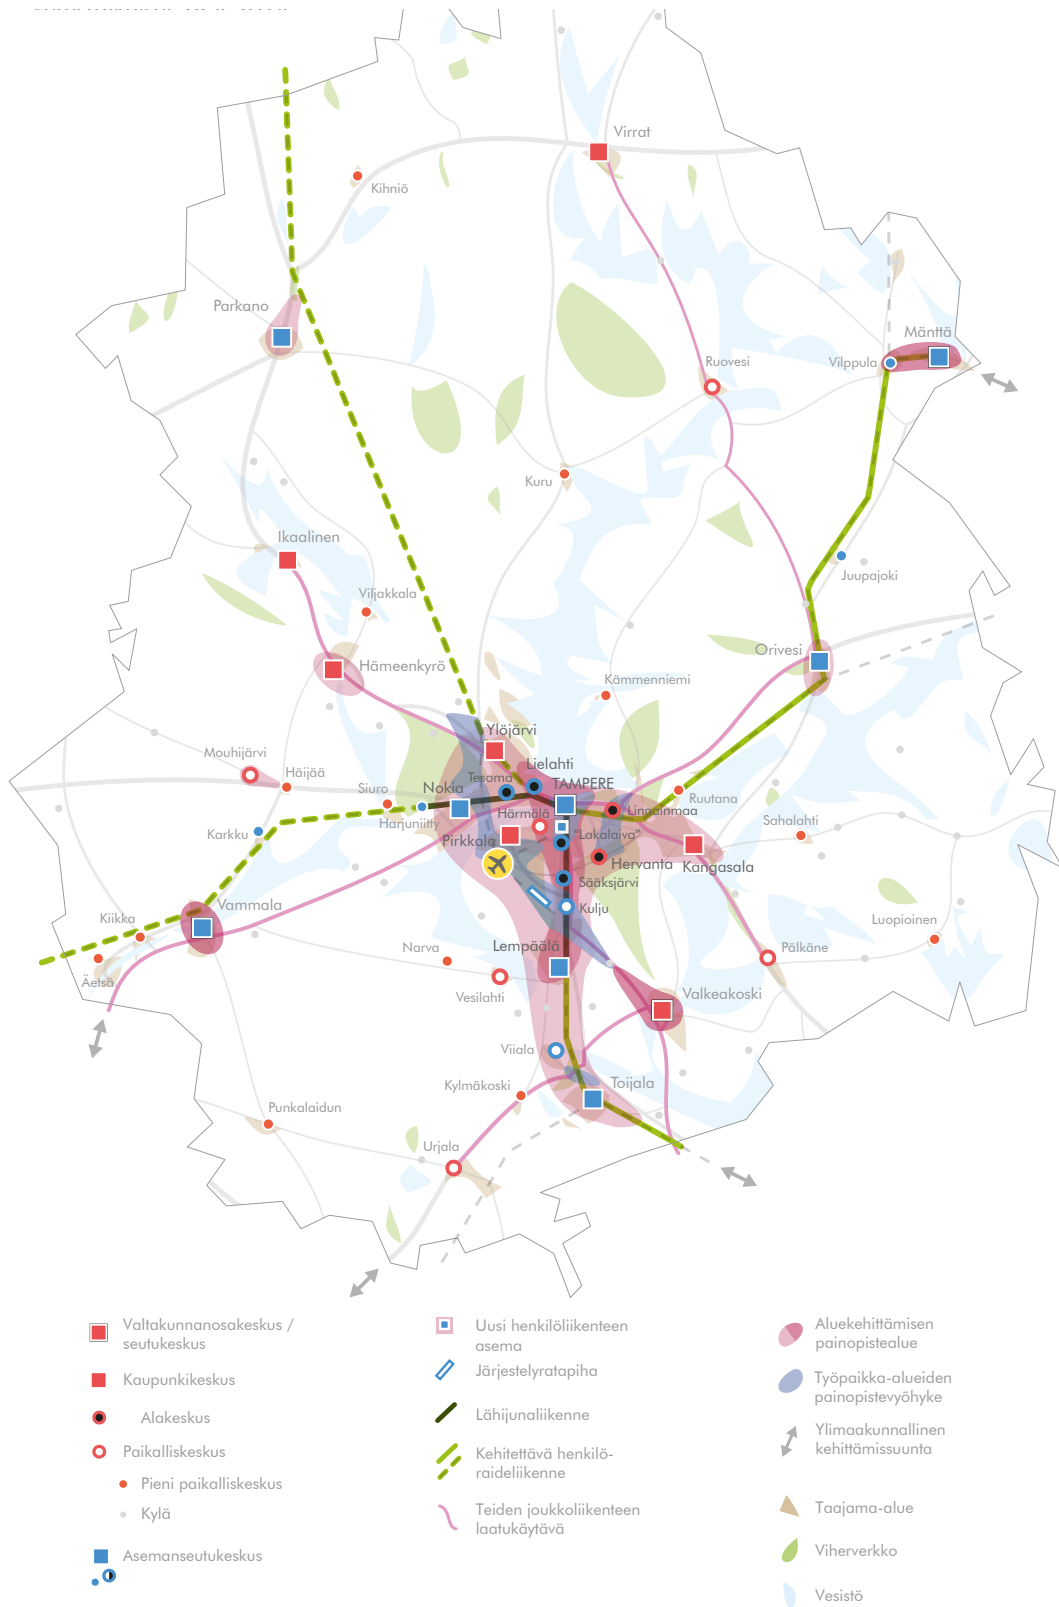 Virrat
Kihniö
Parkano
Mänttä
Vilppula
Ruovesi
Kuru
Ikaalinen
Juupajoki
Viljakkala
Orivesi
Hämeenkyrö
Kämmenniemi
Ylöjärvi
Mouhijärvi
Häijää
Lielahti
Tesoma
TAMPERE
Siuro
Nokia
Ruutana
Linnainmaa
Härmälä
Harjuniitty
Sahalahti
Karkku
Pirkkala
"Lakalaiva"
Hervanta
Kangasala
Sääksjärvi
Vammala
Kulju
Kiikka
Luopioinen
Narva
Lempäälä
Pälkäne
Äetsä
Vesilahti
Valkeakoski
Viiala
Kylmäkoski
Toijala
Punkalaidun
Urjala
Valtakunnanosakeskus /
seutukeskus
Kaupunkikeskus
Alakeskus
Paikalliskeskus
Pieni paikalliskeskus
Kylä
Asemanseutukeskus
Uusi henkilöliikenteen
asema
Järjestelyratapiha
Lähijunaliikenne
Kehitettävä henkilö-
raideliikenne
Teiden joukkoliikenteen
laatukäytävä
Aluekehittämisen
painopistealue
Työpaikka-alueiden
painopistevyöhyke
Ylimaakunnallinen
kehittämissuunta
Taajama-alue
Viherverkko
Vesistö